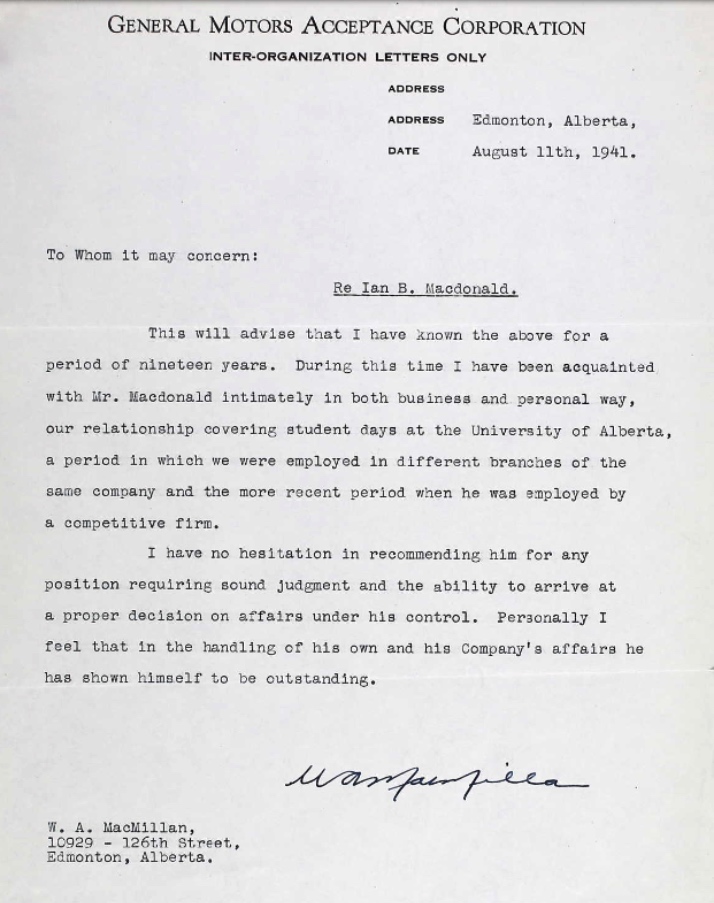 GENERAL MOTORS ACCEPTANCE CORPORATION
INTER-ORGANIZATION LETTERS ONLY
ADDRESS
ADDRESS Edmonton, Alberta,
DATE August 11th, 1941.
To Whom it may concern:
Re Ian B. Macdonald.
This will advise that I have known the above for a
period of nineteen years. During this time I have been acquainted
with Mr. Macdonald intimately in both business and personal way,
our relationship covering student days at the University of Alberta,
a period in which we were employed in different branches of the
same company and the more recent period when he was employed by
a competitive firm.
I have no hesitation in recommending him for any
position requiring sound judgment and the ability to arrive at
a proper decision on affairs under his control. Personally I
feel that in the handling of his own and his Company's affairs he
has shown himself to be outstanding.
WAMacMillan
W. A. MacMillan,
10929 - 126th Street,
Edmonton, Alberta.